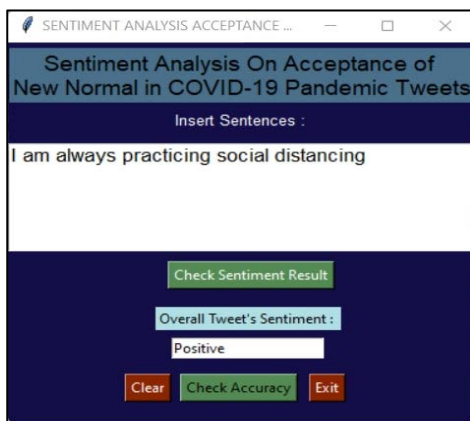 SENTIMENT ANALYSIS ACCEPTANCE ...
Sentiment Analysis On Acceptance of
New Normal in COVID-19 Pandemic Tweets
Insert Sentences :
I am always practicing social distancing
Check Sentiment Result
Overall Tweet's Sentiment :
Positive
Clear Check Accuracy Exit